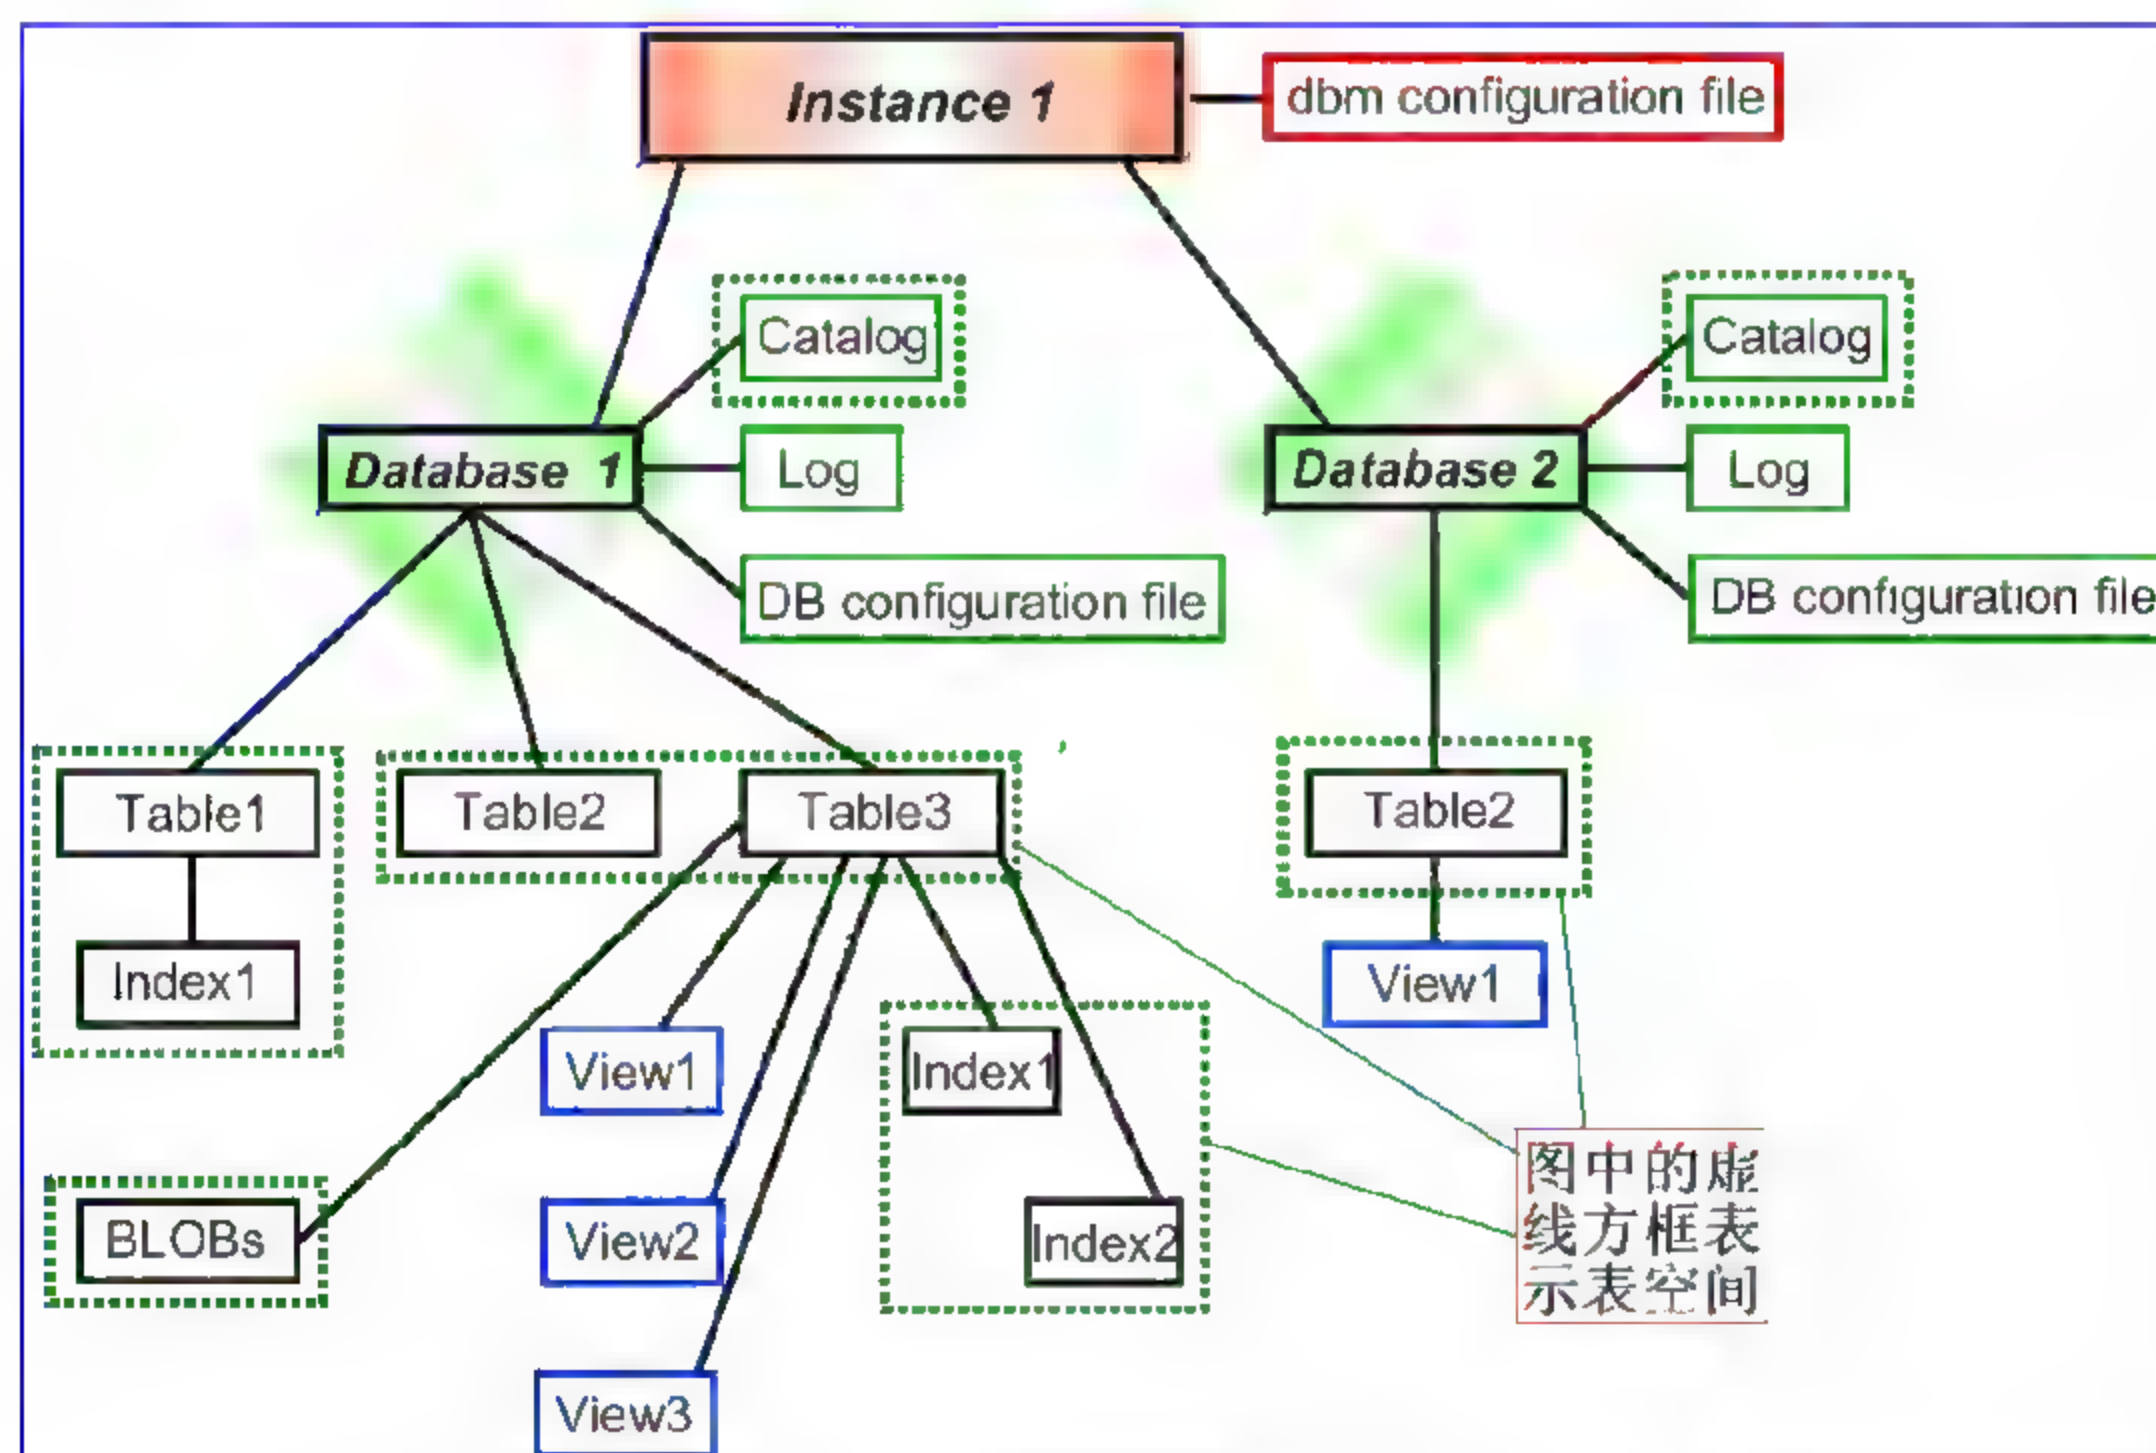 Instance 1
dbm configuration file
Catalog
Catalog
Database 1
Log
Database 2
Log
DB configuration file
DB configuration file
Table1
Table2
Table3
Table2
Index1
View1
View1
Index1
BLOBs
View2
Index2
图中的虚
线方框表
示表空间
View3